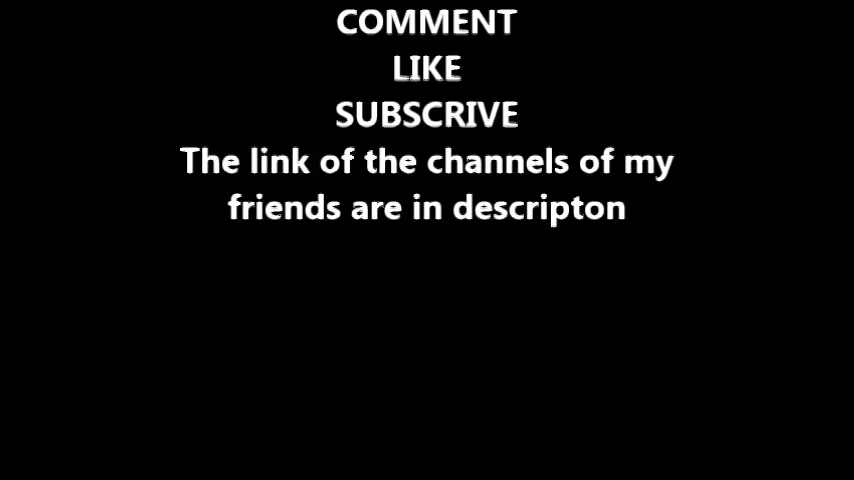 COMMENT
LIKE
SUBSCRIVE
The link of the channels of my
friends are in descripton